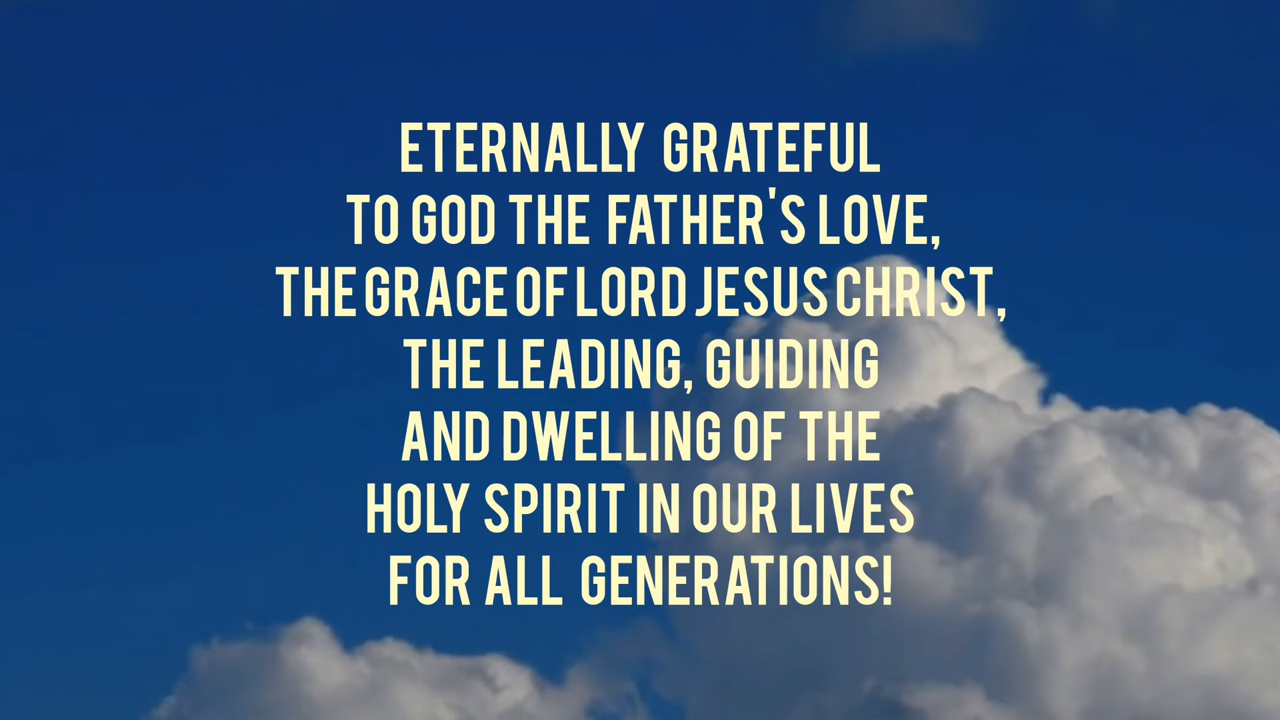 ETERNALLY GRATEFUL
TO GOD THE FATHER'S LOVE,
THE GRACE OF LORD JESUS CHRIST,
THE LEADING, GUIDING
AND DWELLING OF THE
HOLY SPIRIT IN OUR LIVES
FOR ALL GENERATIONS!